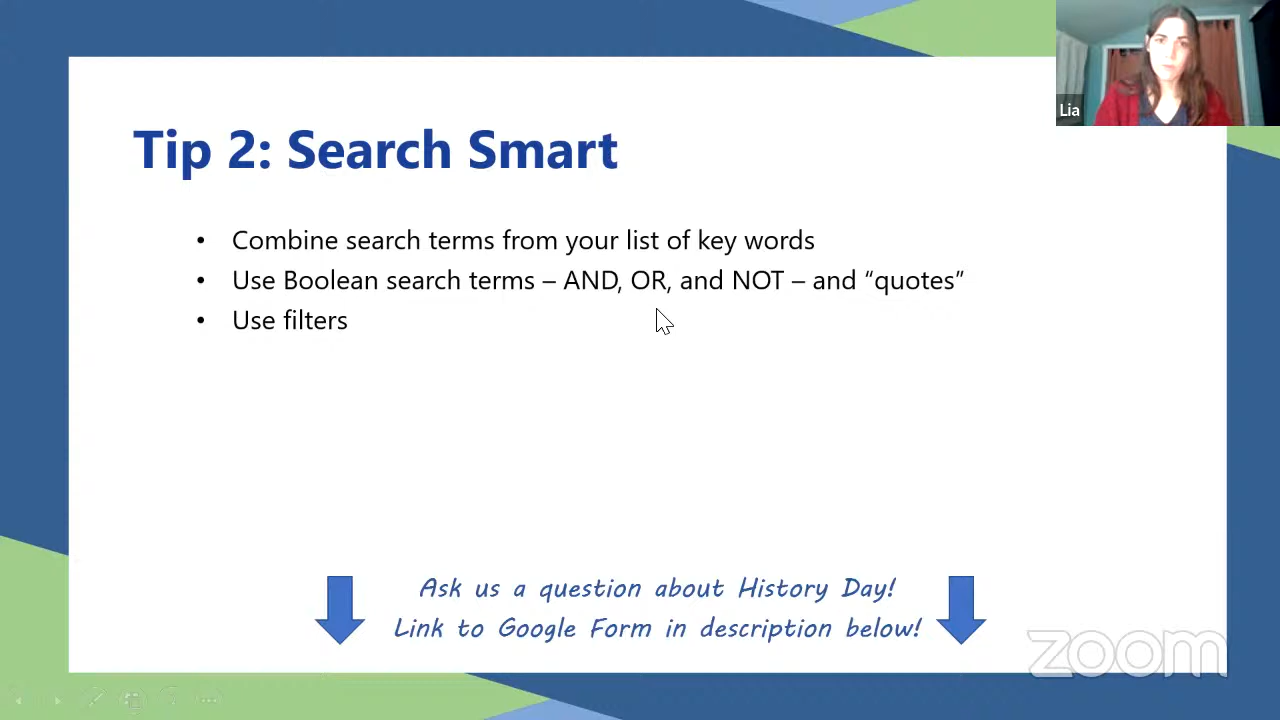 Lia
Tip 2: Search Smart
• Combine search terms from your list of key words
• Use Boolean search terms – AND, OR, and NOT – and “quotes”
• Use filters
Ask us a question about History Day!
Link to Google Form in description below!
zoom